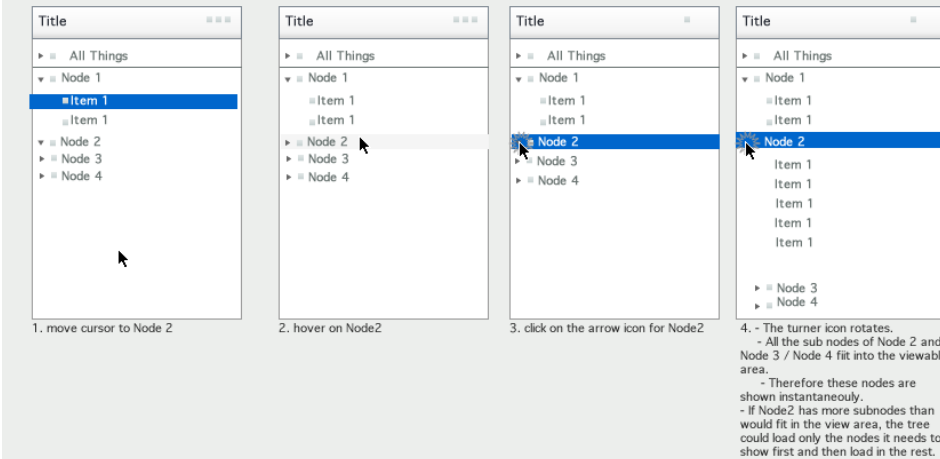 Title
All Things
Node 1
Item 1
Item 1
Node 2
Node 3
Node 4
1. move cursor to Node 2
Title
All Things
Node 1
Item 1
Item 1
Node 2
Node 3
Node 4
2. hover on Node2
Title
All Things
Node 1
Item 1
Item 1
Node 2
Node 3
Node 4
3. click on the arrow icon for Node2
Title
All Things
Node 1
Item 1
Item 1
Node 2
Item 1
Item 1
Item 1
Item 1
Item 1
Node 3
Node 4
4. - The turner icon rotates.
- All the sub nodes of Node 2 and
Node 3 / Node 4 fiit into the viewabl
area.
- Therefore these nodes are
shown instantaneouly.
- If Node2 has more subnodes than
would fit in the view area, the tree
could load only the nodes it needs to
show first and then load in the rest.